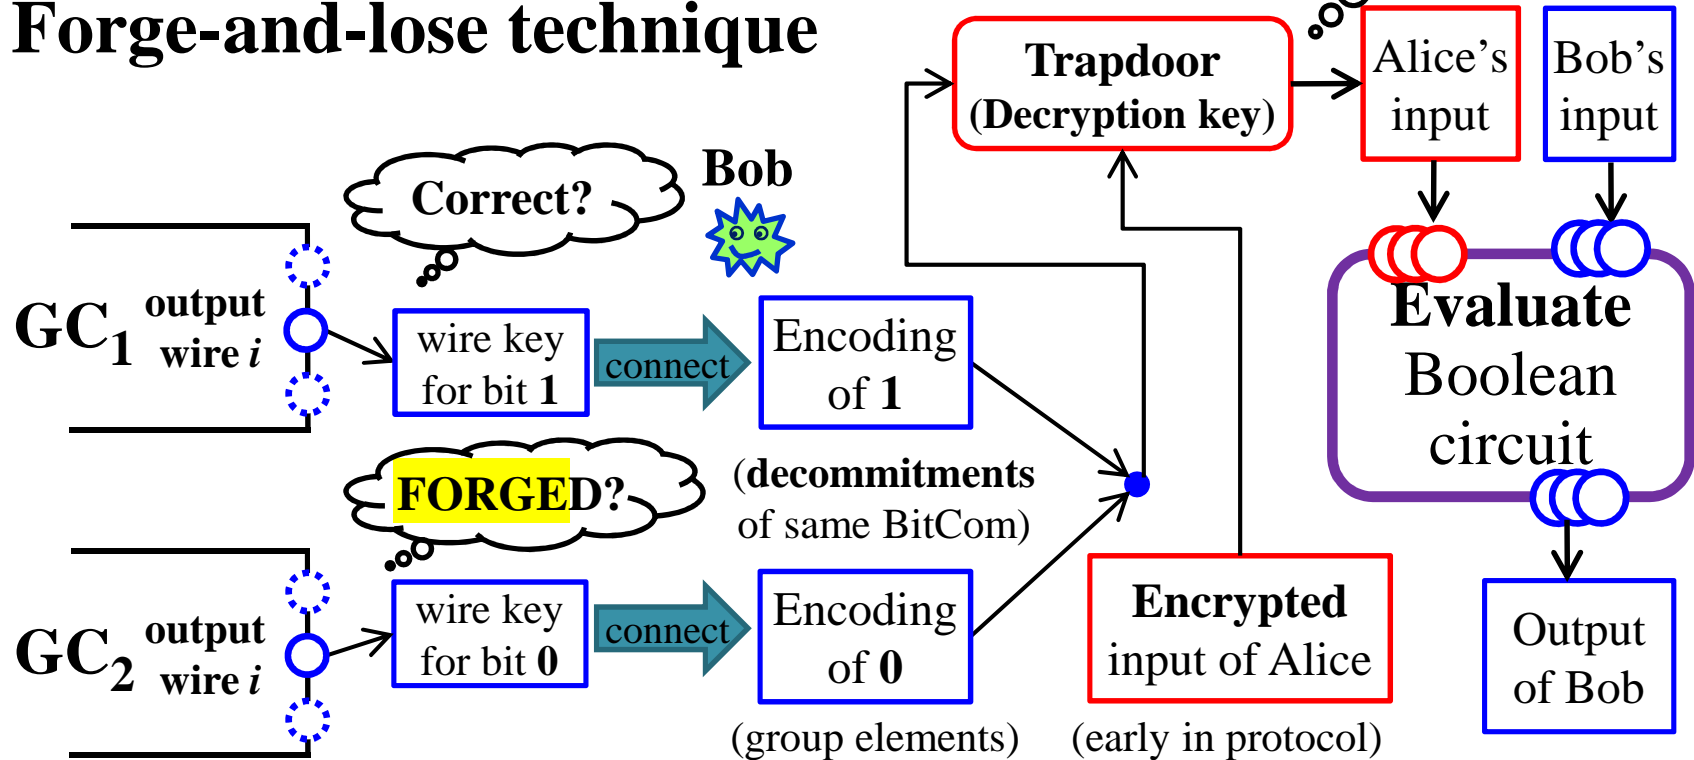 Forge-and-lose technique
Trapdoor
(Decryption key)
Alice's
input
Bob's
input
Correct?
Bob
GC1
output
wire i
wire key
for bit 1
connect
Encoding
of 1
Evaluate
Boolean
circuit
FORGED?
(decommitments
of same BitCom)
GC2
output
wire i
wire key
for bit 0
connect
Encoding
of 0
(group elements)
Encrypted
input of Alice
(early in protocol)
Output
of Bob